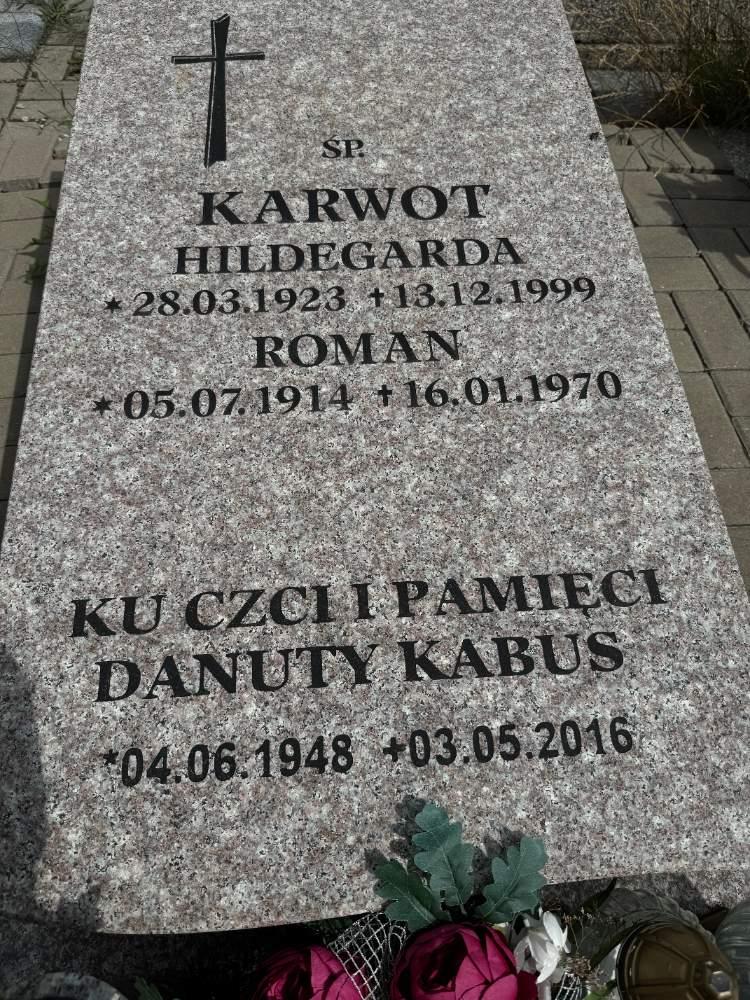 ŚP.
KARWOT
HILDEGARDA
★28.03.1923 ✝13.12.1999
ROMAN
★05.07.1914 ✝16.01.1970
KU CZCI I PAMIĘCI
DANUTY KABUS
*04.06.1948 +03.05.2016